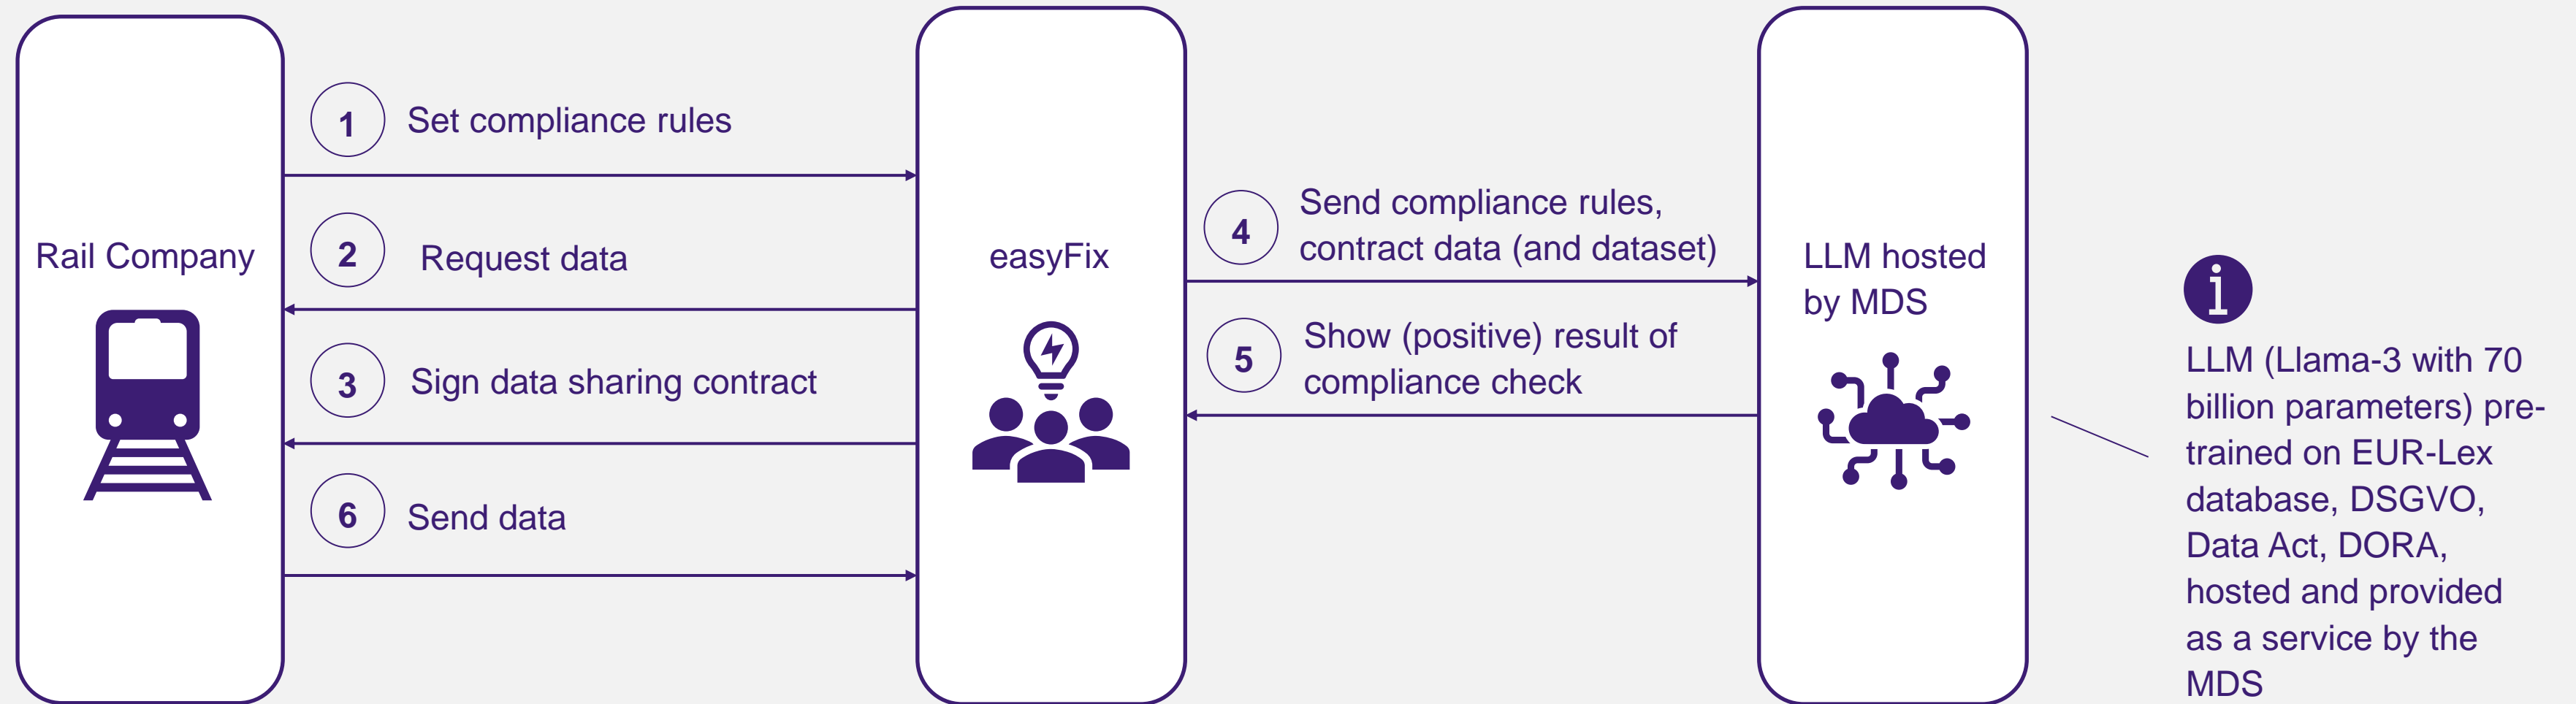 Rail Company
1
Set compliance rules
2
Request data
3
Sign data sharing contract
6
Send data
easyFix
4
Send compliance rules,
contract data (and dataset)
5
Show (positive) result of
compliance check
LLM hosted
by MDS
i
LLM (Llama-3 with 70
billion parameters) pre-
trained on EUR-Lex
database, DSGVO,
Data Act, DORA,
hosted and provided
as a service by the
MDS